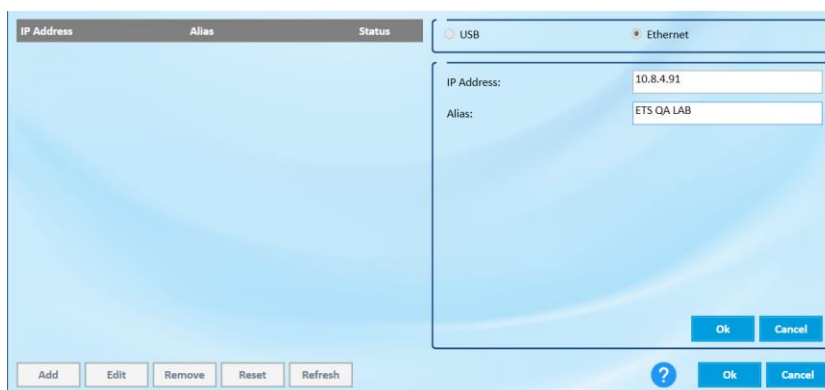 IP Address Alias Status
USB Ethernet
IP Address: 10.8.4.91
Alias: ETS QA LAB
Ok Cancel
Add Edit Remove Reset Refresh ? Ok Cancel